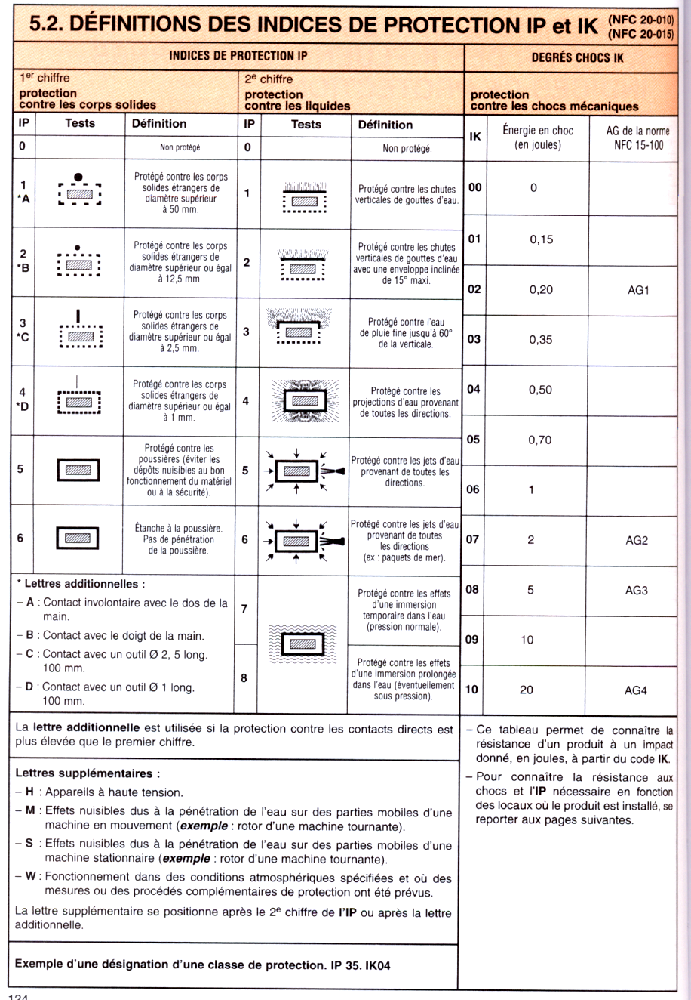 5.2. DÉFINITIONS DES INDICES DE PROTECTION IP et IK (NFC 20-010)
(NFC 20-015)
INDICES DE PROTECTION IP
DEGRÉS CHOCS IK
1er chiffre
protection
contre les corps solides
2e chiffre
protection
contre les liquides
protection
contre les chocs mécaniques
IP Tests Définition
0 Non protégé.
1
*A
Protégé contre les corps
solides étrangers de
diamètre supérieur
à 50 mm.
2
*B
Protégé contre les corps
solides étrangers de
diamètre supérieur ou égal
à 12,5 mm.
3
*C
Protégé contre les corps
solides étrangers de
diamètre supérieur ou égal
à 2,5 mm.
4
*D
Protégé contre les corps
solides étrangers de
diamètre supérieur ou égal
à 1 mm.
5
Protégé contre les
poussières (éviter les
dépôts nuisibles au bon
fonctionnement du matériel
ou à la sécurité).
6
Étanche à la poussière.
Pas de pénétration
de la poussière.
* Lettres additionnelles :
– A : Contact involontaire avec le dos de la
main.
– B : Contact avec le doigt de la main.
– C : Contact avec un outil Ø 2, 5 long.
100 mm.
– D : Contact avec un outil Ø 1 long.
100 mm.
IP Tests Définition
0 Non protégé.
1
Protégé contre les chutes
verticales de gouttes d'eau.
2
Protégé contre les chutes
verticales de gouttes d'eau
avec une enveloppe inclinée
de 15° maxi.
3
Protégé contre l'eau
de pluie fine jusqu'à 60°
de la verticale.
4
Protégé contre les
projections d'eau provenant
de toutes les directions.
5
Protégé contre les jets d'eau
provenant de toutes les
directions.
6
Protégé contre les jets d'eau
provenant de toutes
les directions
(ex : paquets de mer).
7
Protégé contre les effets
d'une immersion
temporaire dans l'eau
(pression normale).
8
Protégé contre les effets
d'une immersion prolongée
dans l'eau (éventuellement
sous pression).
IK
Énergie en choc
(en joules)
AG de la norme
NFC 15-100
00 0
01 0,15
02 0,20 AG1
03 0,35
04 0,50
05 0,70
06 1
07 2 AG2
08 5 AG3
09 10
10 20 AG4
La lettre additionnelle est utilisée si la protection contre les contacts directs est
plus élevée que le premier chiffre.
Lettres supplémentaires :
– H : Appareils à haute tension.
– M : Effets nuisibles dus à la pénétration de l'eau sur des parties mobiles d'une
machine en mouvement (exemple : rotor d'une machine tournante).
– S : Effets nuisibles dus à la pénétration de l'eau sur des parties mobiles d'une
machine stationnaire (exemple : rotor d'une machine tournante).
– W : Fonctionnement dans des conditions atmosphériques spécifiées et où des
mesures ou des procédés complémentaires de protection ont été prévus.
La lettre supplémentaire se positionne après le 2e chiffre de l'IP ou après la lettre
additionnelle.
Exemple d'une désignation d'une classe de protection. IP 35. IK04
– Ce tableau permet de connaître la
résistance d'un produit à un impact
donné, en joules, à partir du code IK.
– Pour connaître la résistance aux
chocs et l'IP nécessaire en fonction
des locaux où le produit est installé, se
reporter aux pages suivantes.
124